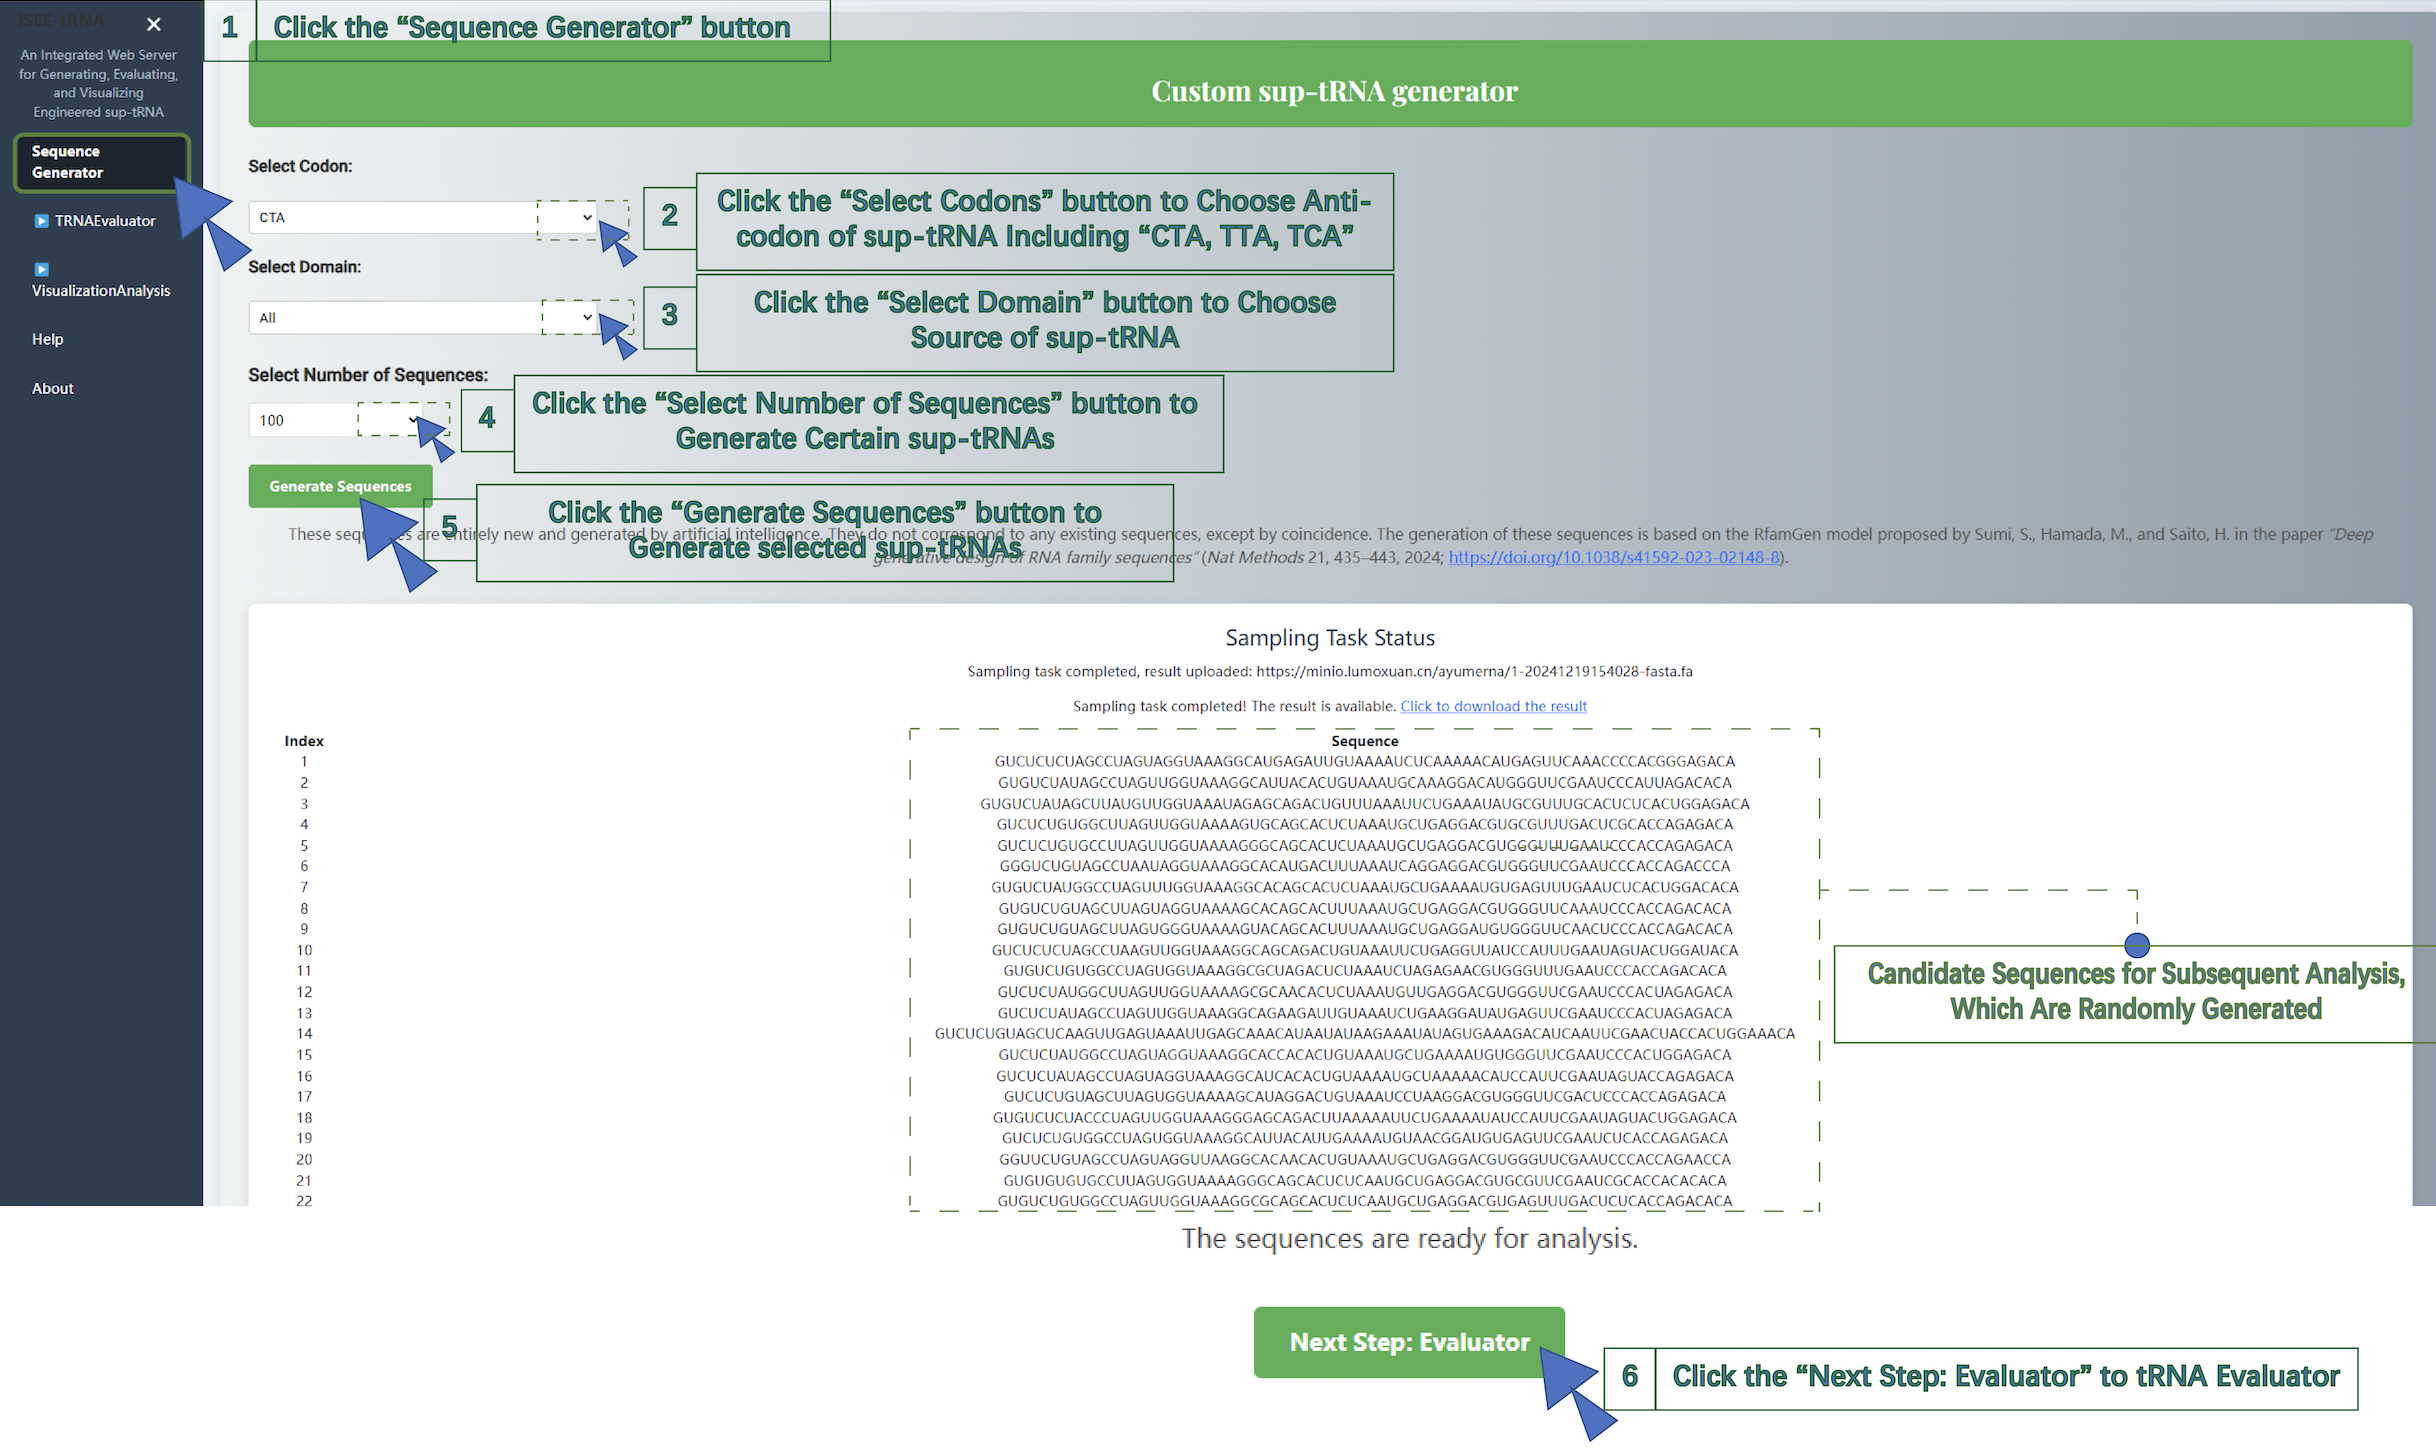 iSEE-tRNA
An Integrated Web Server
for Generating, Evaluating,
and Visualizing
Engineered sup-tRNA
Sequence
Generator
TRNAEvaluator
VisualizationAnalysis
Help
About
1 Click the “Sequence Generator” button
Custom sup-tRNA generator
Select Codon:
CTA
2 Click the “Select Codons” button to Choose Anti-
codon of sup-tRNA Including “CTA, TTA, TCA”
Select Domain:
All
3 Click the “Select Domain” button to Choose
Source of sup-tRNA
Select Number of Sequences:
100
4 Click the “Select Number of Sequences” button to
Generate Certain sup-tRNAs
Generate Sequences
5 Click the “Generate Sequences” button to
Generate selected sup-tRNAs
These sequences are entirely new and generated by artificial intelligence. They do not correspond to any existing sequences, except by coincidence. The generation of these sequences is based on the RfamGen model proposed by Sumi, S., Hamada, M., and Saito, H. in the paper “Deep
generative design of RNA family sequences” (Nat Methods 21, 435–443, 2024; https://doi.org/10.1038/s41592-023-02148-8).
Sampling Task Status
Sampling task completed, result uploaded: https://minio.lumoxuan.cn/ayumerna/1-20241219154028-fasta.fa
Sampling task completed! The result is available. Click to download the result
Index Sequence
1 GUCUCUCUAGCCUAGUAGGUAAAGGCAUGAGAUUGUAAAAUCUCAAAAACAUGAGUUCAAACCCCACGGGAGACA
2 GUGUCUAUAGCCUAGUUGGUAAAGGCAUUACACUGUAAAUGCAAAGGACAUGGGUUCGAAUCCCAUUAGACACA
3 GUGUCUAUAGCUUAUGUUGGUAAAUAGAGCAGACUGUUUAAAUUCUGAAAUAUGCGUUUGCACUCUCACUGGAGACA
4 GUCUCUGUGGCUUAGUUGGUAAAAGUGCAGCACUCUAAAUGCUGAGGACGUGCGUUUGACUCGCACCAGAGACA
5 GUCUCUGUGCCUUAGUUGGUAAAAGGGCAGCACUCUAAAUGCUGAGGACGUGGGUUUGAAUCCCACCAGAGACA
6 GGGUCUGUAGCCUAAUAGGUAAAGGCACAUGACUUUAAAUCAGGAGGACGUGGGUUCGAAUCCCACCAGACCCA
7 GUGUCUAUGGCCUAGUUUGGUAAAGGCACAGCACUCUAAAUGCUGAAAAUGUGAGUUUGAAUCUCACUGGACACA
8 GUGUCUGUAGCUUAGUAGGUAAAAGCACAGCACUUUAAAUGCUGAGGACGUGGGUUCAAAUCCCACCAGACACA
9 GUGUCUGUAGCUUAGUGGGUAAAAGUACAGCACUUUAAAUGCUGAGGAUGUGGGUUCAACUCCCACCAGACACA
10 GUCUCUCUAGCCUAAGUUGGUAAAGGCAGCAGACUGUAAAUUCUGAGGUUAUCCAUUUGAAUAGUACUGGAUACA
11 GUGUCUGUGGCCUAGUGGUAAAGGCGCUAGACUCUAAAUCUAGAGAACGUGGGUUUGAAUCCCACCAGACACA
12 GUCUCUAUGGCUUAGUUGGUAAAAGCGCAACACUCUAAAUGUUGAGGACGUGGGUUCGAAUCCCACUAGAGACA
13 GUCUCUAUAGCCUAGUUGGUAAAGGCAGAAGAUUGUAAAUCUGAAGGAUAUGAGUUCGAAUCCCACUAGAGACA
14 GUCUCUGUAGCUCAAGUUGAGUAAAUUGAGCAAACAUAAUAUAAGAAAUAUAGUGAAAGACAUCAAUUCGAACUACCACUGGAAACA
15 GUCUCUAUGGCCUAGUAGGUAAAGGCACCACACUGUAAAUGCUGAAAAUGUGGGUUCGAAUCCCACUGGAGACA
16 GUCUCUAUAGCCUAGUAGGUAAAGGCAUCACACUGUAAAAUGCUAAAAACAUCCAUUCGAAUAGUACCAGAGACA
17 GUCUCUGUAGCUUAGUGGUAAAAGCAUAGGACUGUAAAUCCUAAGGACGUGGGUUCGACUCCCACCAGAGACA
18 GUGUCUCUACCCUAGUUGGUAAAGGGAGCAGACUUAAAAAUUCUGAAAAUAUCCAUUCGAAUAGUACUGGAGACA
19 GUCUCUGUGGCCUAGUGGUAAAGGCAUUACAUUGAAAAUGUAACGGAUGUGAGUUCGAAUCUCACCAGAGACA
20 GGUUCUGUAGCCUAGUAGGUUAAGGCACAACACUGUAAAUGCUGAGGACGUGGGUUCGAAUCCCACCAGAACCA
21 GUGUGUGUGCCUUAGUGGUAAAAGGGCAGCACUCUCAAUGCUGAGGACGUGCGUUCGAAUCGCACCACACACA
22 GUGUCUGUGGCCUAGUUGGUAAAGGCGCAGCACUCUCAAUGCUGAGGACGUGAGUUUGACUCUCACCAGACACA
Candidate Sequences for Subsequent Analysis,
Which Are Randomly Generated
The sequences are ready for analysis.
Next Step: Evaluator
6 Click the “Next Step: Evaluator” to tRNA Evaluator